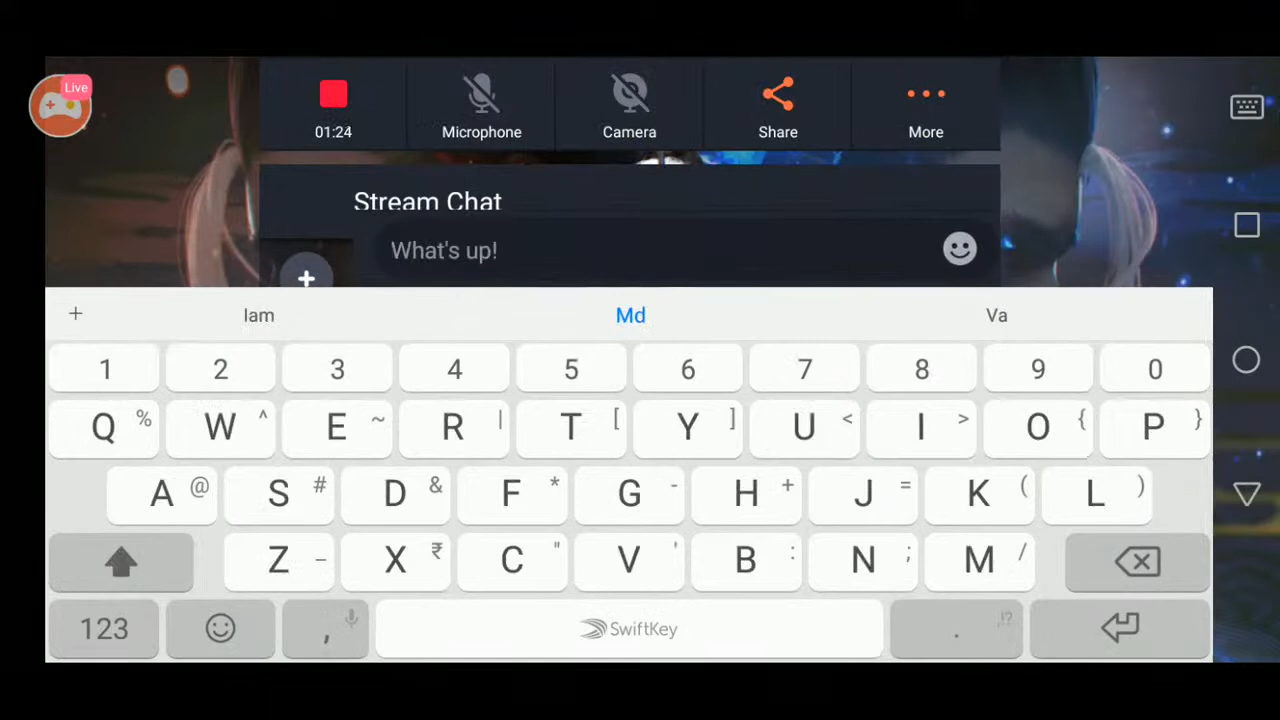 Live
01:24 Microphone Camera Share More
Stream Chat
What's up!
+ Iam Md Va
1 2 3 4 5 6 7 8 9 0
Q % W ^ E ~ R | T [ Y ] U < I > O { P }
A @ S # D & F * G - H + J = K ( L )
Z _ X ₹ C " V ' B : N ; M /
123 , SwiftKey . !?